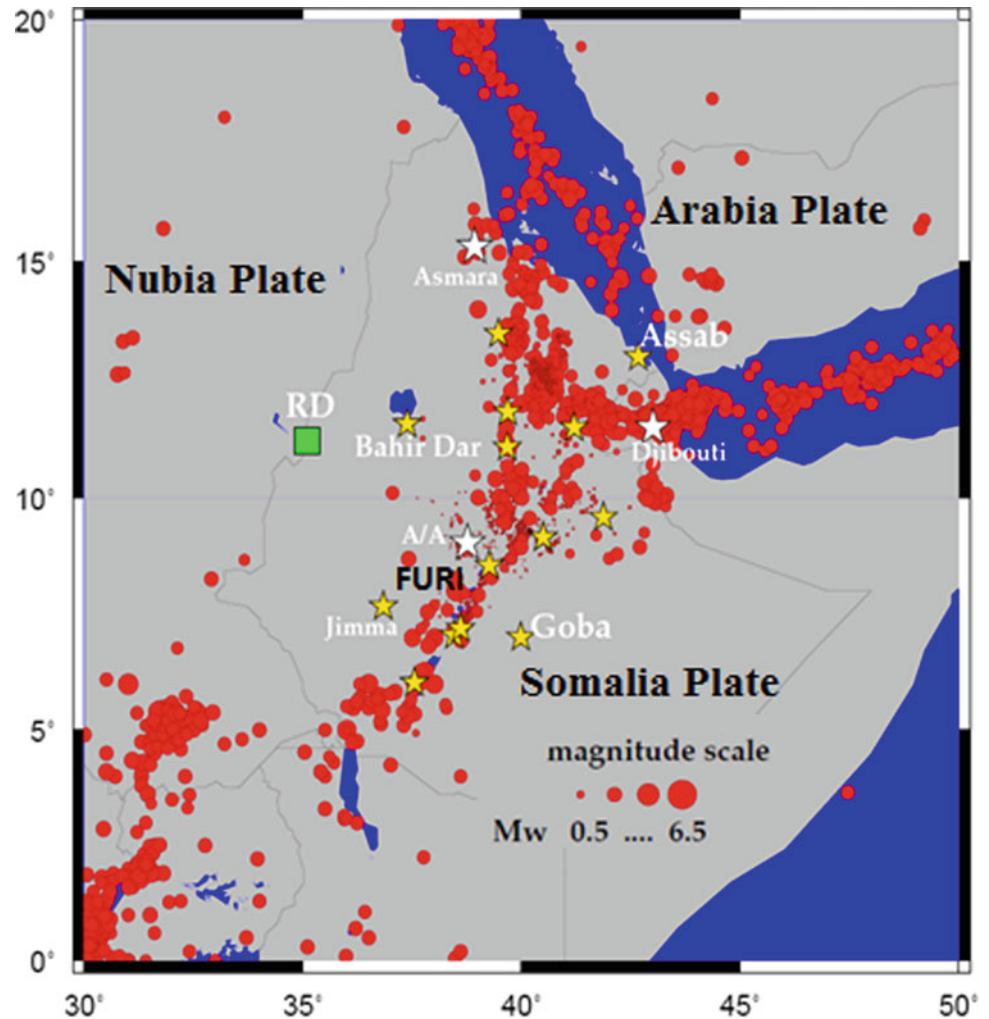 20°
Arabia Plate
15°
Nubia Plate
Asmara
Assab
RD
Bahir Dar
Djibouti
10°
A/A
FURI
Jimma
Goba
Somalia Plate
5°
magnitude scale
Mw 0.5 .... 6.5
0°
30° 35° 40° 45° 50°